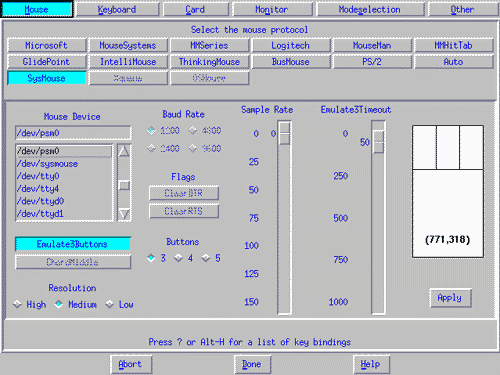 Mouse Keyboard Card Monitor Modeselection Other
Select the mouse protocol
Microsoft MouseSystems MMSeries Logitech MouseMan MMHitTab
GlidePoint IntelliMouse ThinkingMouse BusMouse PS/2 Auto
SysMouse Xqueue OSMouse
Mouse Device
/dev/psm0
/dev/psm0
/dev/sysmouse
/dev/tty0
/dev/tty4
/dev/ttyd0
/dev/ttyd1
Emulate3Buttons
ChordMiddle
Resolution
High Medium Low
Baud Rate
1200 4800
2400 9600
Flags
ClearDTR
ClearRTS
Buttons
3 4 5
Sample Rate
0 0
25
50
75
100
125
150
Emulate3Timeout
0
50
250
500
750
1000
(771,318)
Apply
Press ? or Alt-H for a list of key bindings
Abort Done Help